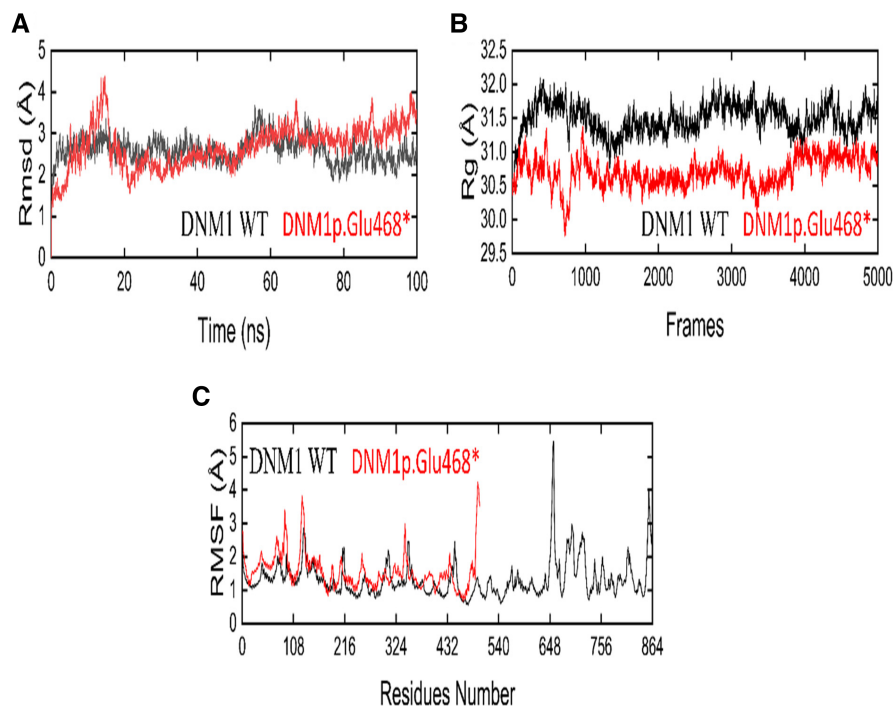 A
Rmsd (Å)
5
4
3
2
1
0
DNM1 WT DNM1p.Glu468*
0 20 40 60 80 100
Time (ns)
B
Rg (Å)
32.5
32.0
31.5
31.0
30.5
30.0
29.5
DNM1 WT DNM1p.Glu468*
0 1000 2000 3000 4000 5000
Frames
C
RMSF (Å)
6
5
4
3
2
1
0
DNM1 WT DNM1p.Glu468*
0 108 216 324 432 540 648 756 864
Residues Number